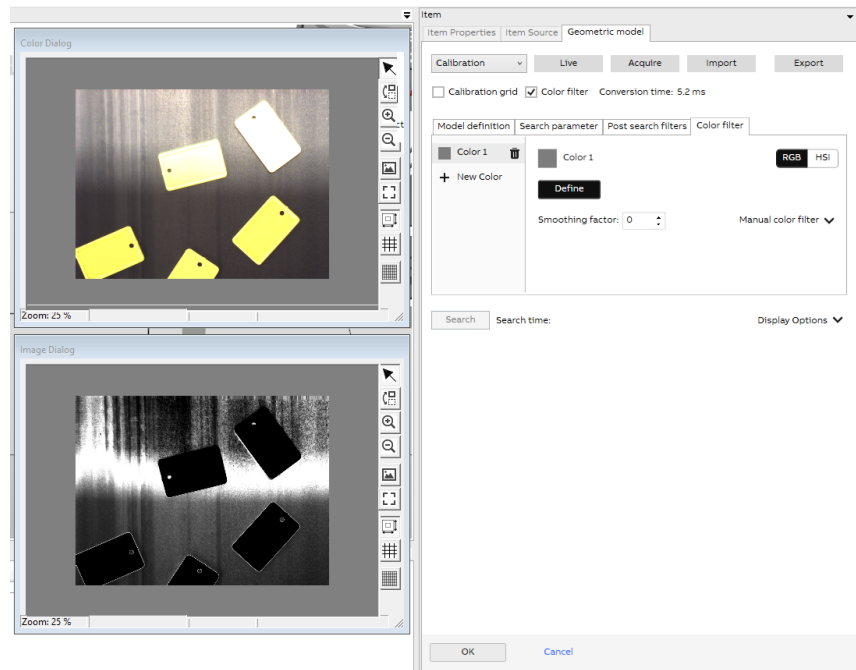 Item
Item Properties Item Source Geometric model
Calibration Live Acquire Import Export
Calibration grid Color filter Conversion time: 5.2 ms
Model definition Search parameter Post search filters Color filter
Color 1 Color 1 RGB HSI
New Color
Define
Smoothing factor: 0 Manual color filter
Search Search time: Display Options
OK Cancel
Color Dialog
Zoom: 25 %
Image Dialog
Zoom: 25 %